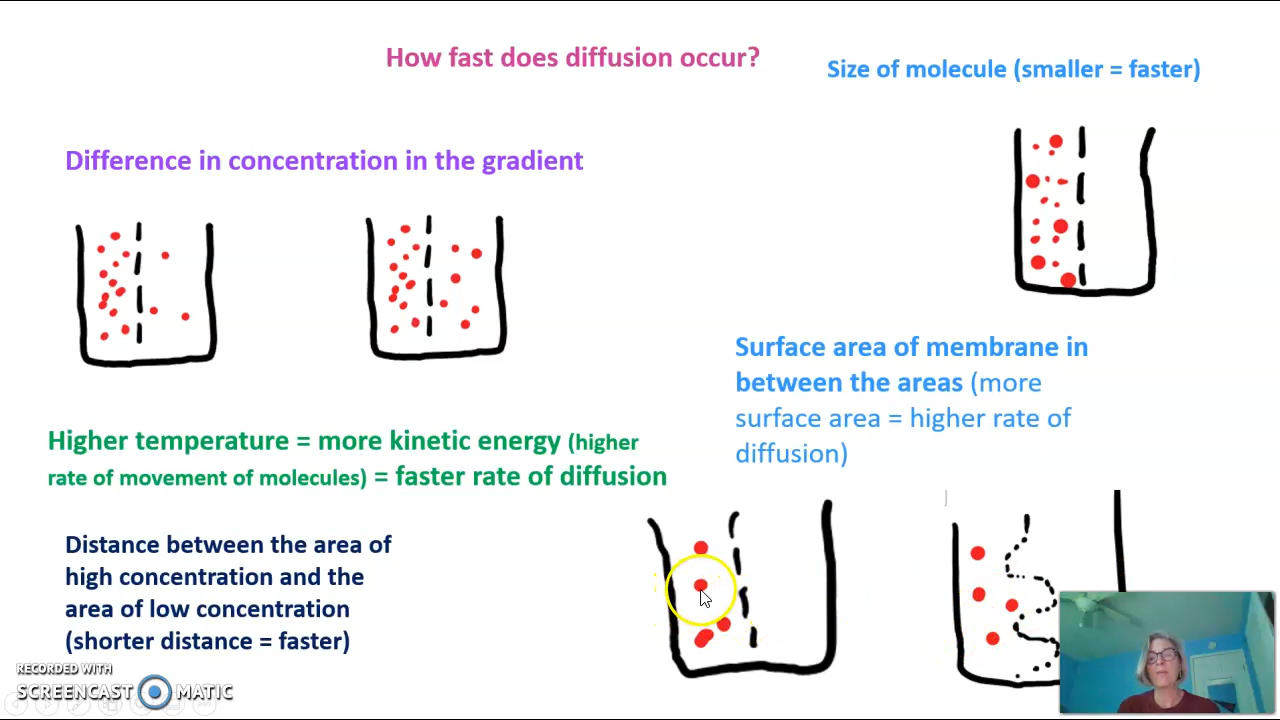 How fast does diffusion occur?
Size of molecule (smaller = faster)
Difference in concentration in the gradient
Surface area of membrane in
between the areas (more
surface area = higher rate of
diffusion)
Higher temperature = more kinetic energy (higher
rate of movement of molecules) = faster rate of diffusion
Distance between the area of
high concentration and the
area of low concentration
(shorter distance = faster)
RECORDED WITH
SCREENCAST MATIC